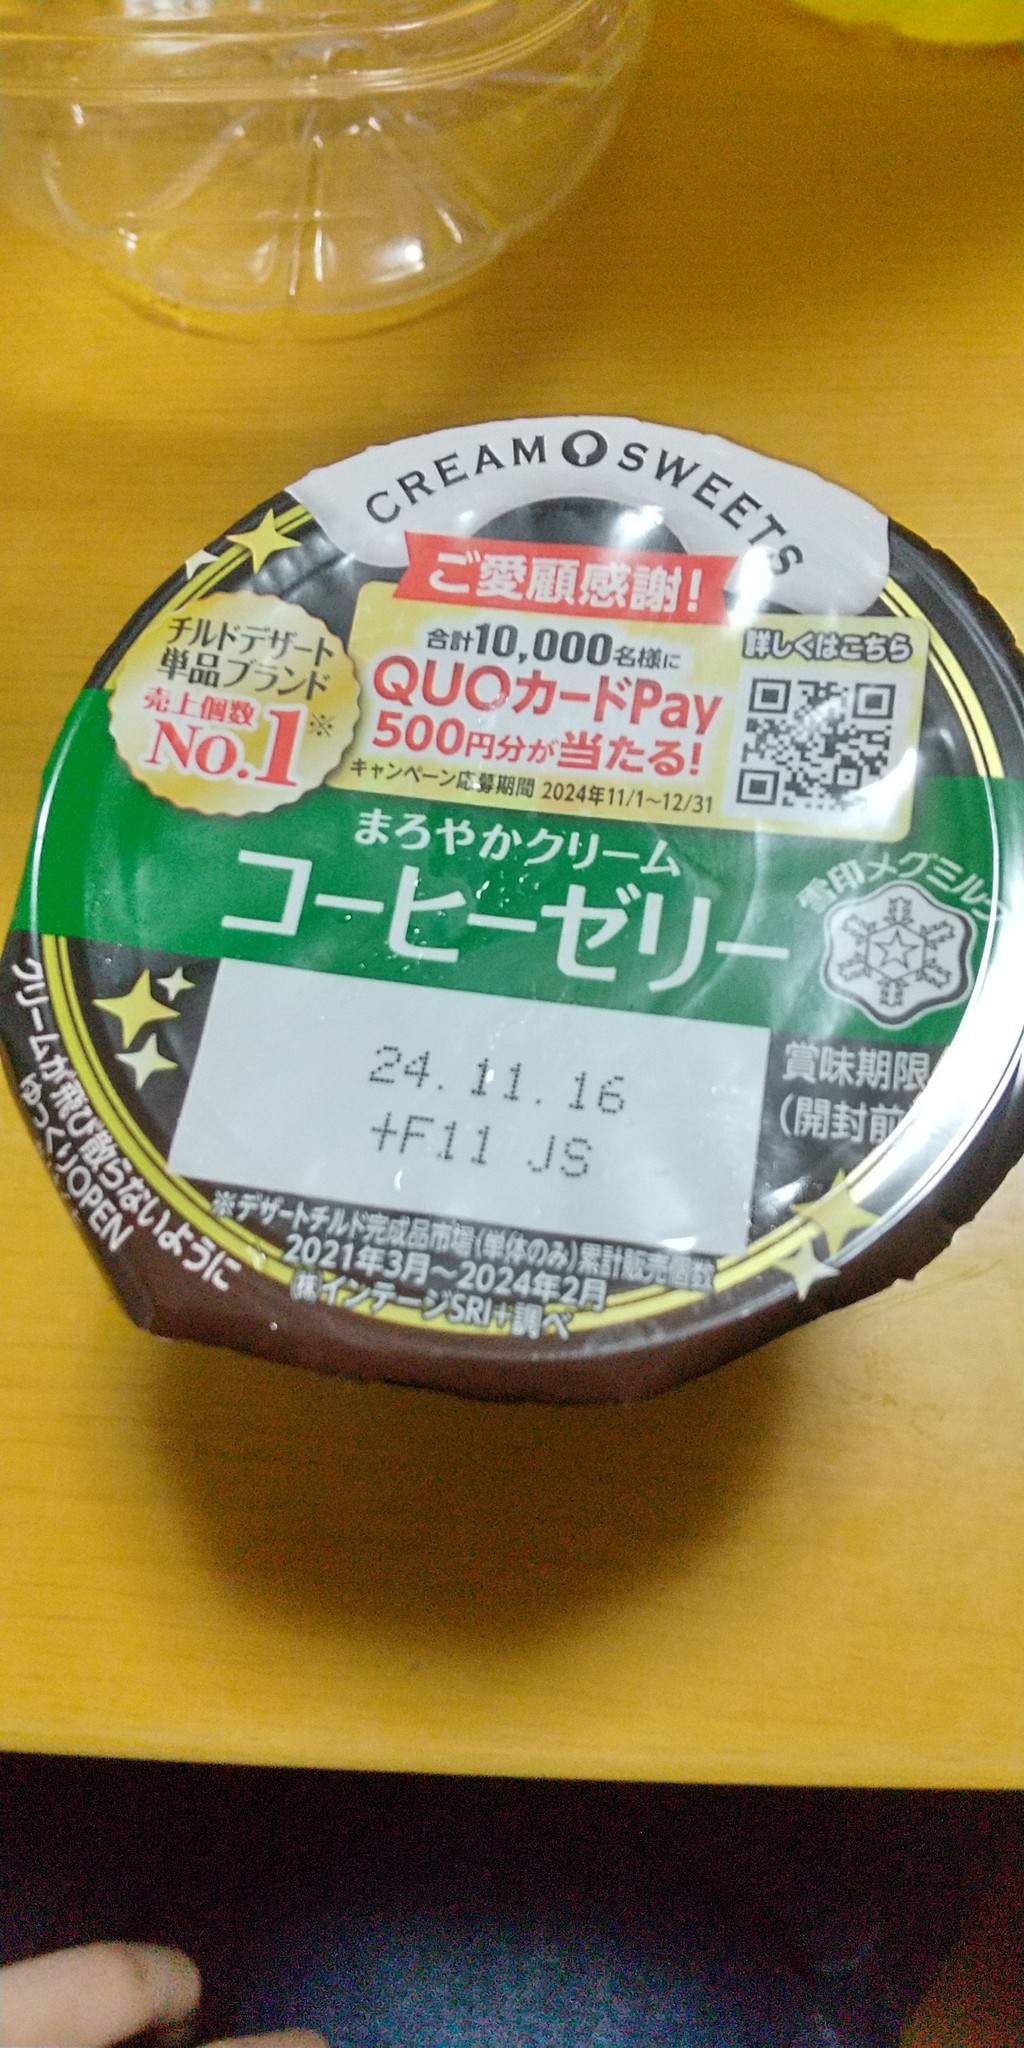 CREAM SWEETS
ご愛顧感謝!
合計10,000名様に
QUOカードPay
500円分が当たる!
キャンペーン応募期間 2024年11/1~12/31
詳しくはこちら
チルドデザート
単品ブランド
売上個数
No.1※
まろやかクリーム
コーヒーゼリー
雪印メグミルク
24.11.16
+F11 JS
賞味期限
(開封前
※デザートチルド完成品市場(単体のみ)累計販売個数
2021年3月~2024年2月
㈱インテージSRI+調べ
クリームが飛び散らないように
ゆっくりOPEN